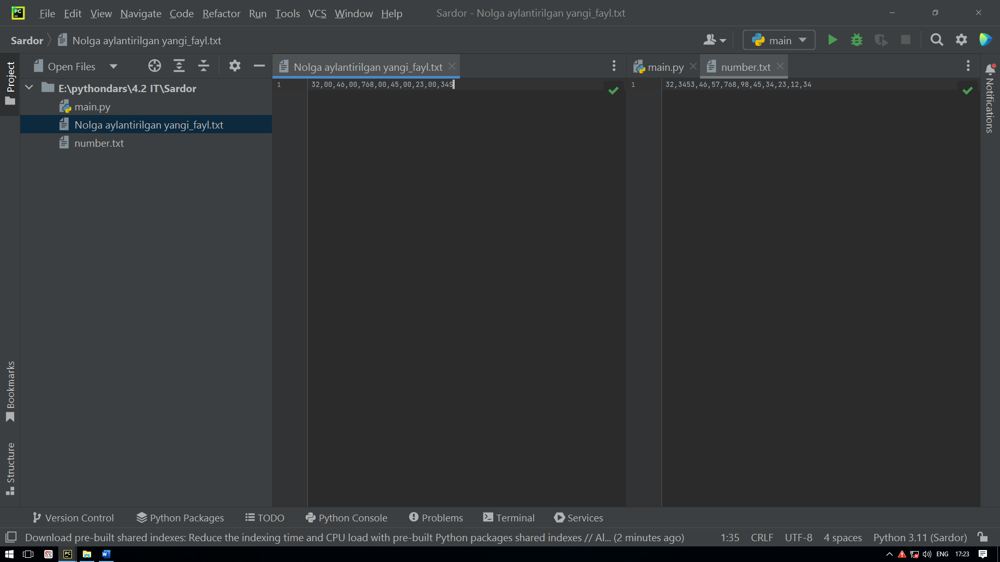 PC
File Edit View Navigate Code Refactor Run Tools VCS Window Help
Sardor - Nolga aylantirilgan yangi_fayl.txt
Sardor
Nolga aylantirilgan yangi_fayl.txt
main
Project
Open Files
Nolga aylantirilgan yangi_fayl.txt
main.py
number.txt
E:\pythondars\4.2 IT\Sardor
main.py
Nolga aylantirilgan yangi_fayl.txt
number.txt
1
32,00,46,00,768,00,45,00,23,00,34S
1
32,3453,46,57,768,98,45,34,23,12,34
Notifications
Bookmarks
Structure
Version Control
Python Packages
TODO
Python Console
Problems
Terminal
Services
Download pre-built shared indexes: Reduce the indexing time and CPU load with pre-built Python packages shared indexes // Al... (2 minutes ago)
1:35 CRLF UTF-8 4 spaces Python 3.11 (Sardor)
PC
W
ENG
17:23